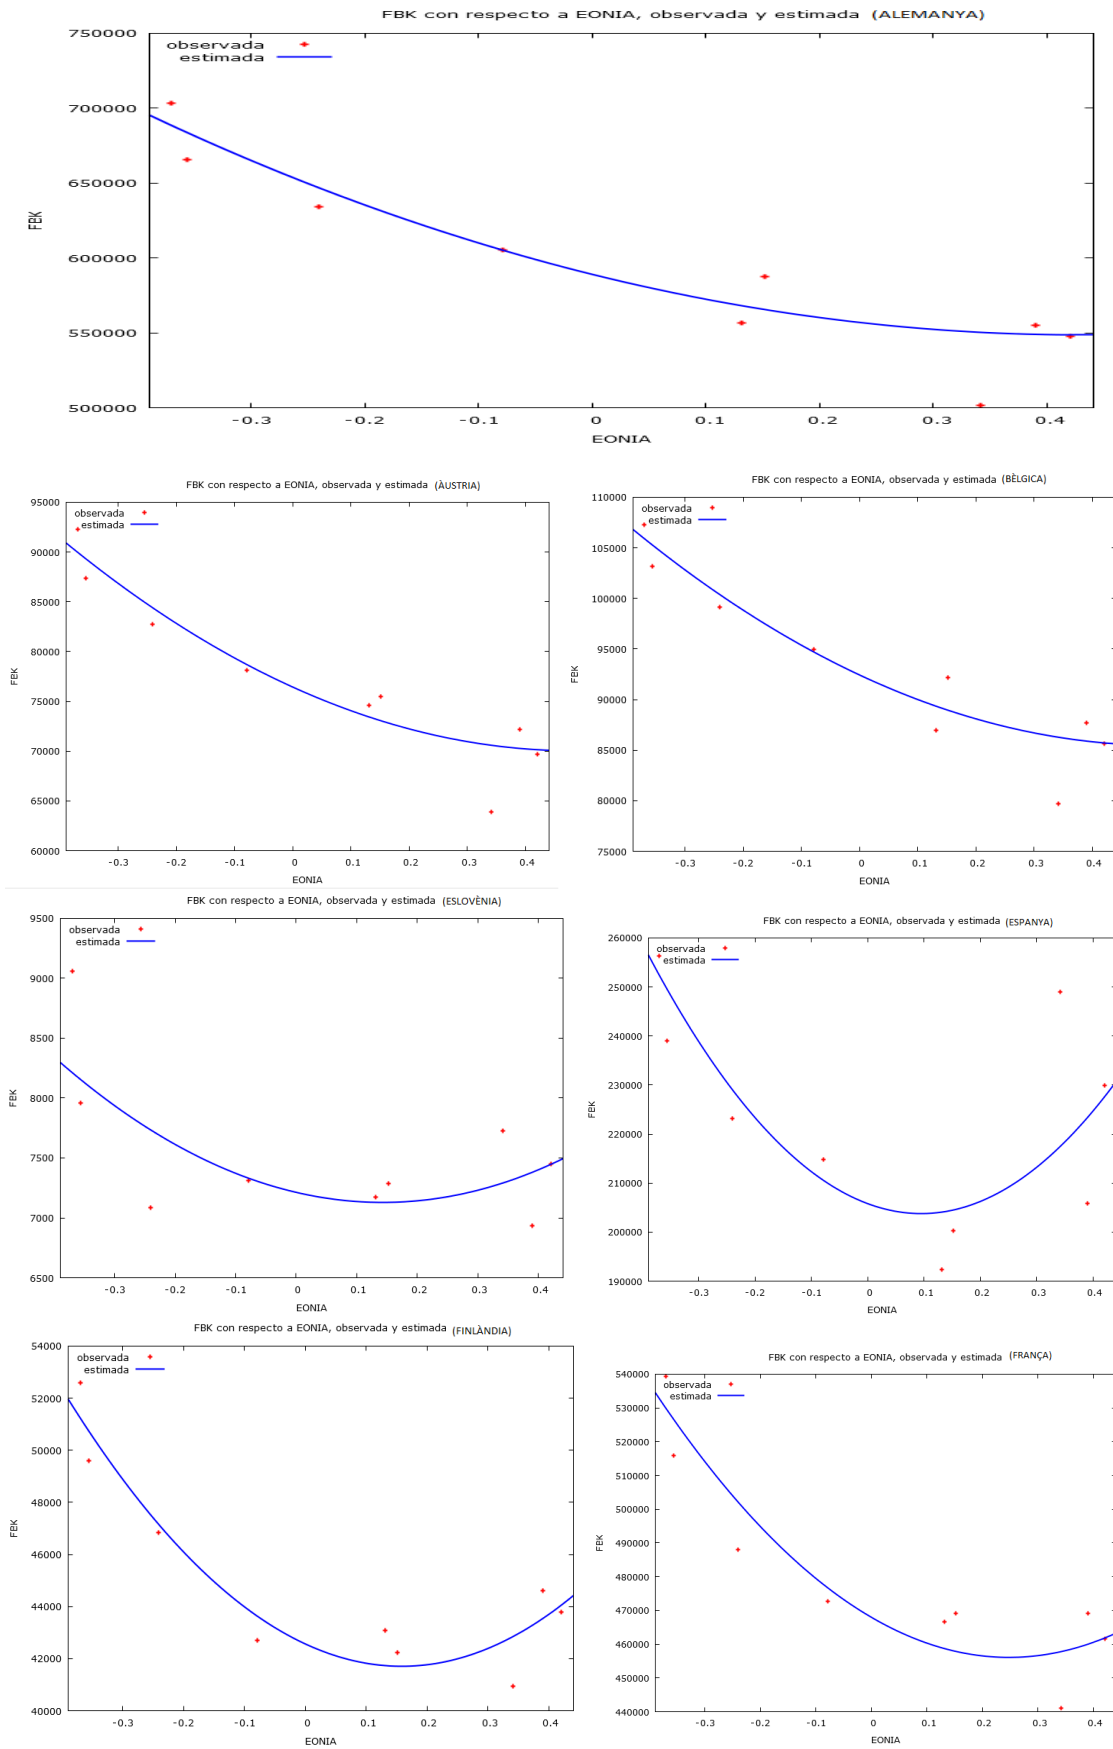 FBK con respecto a EONIA, observada y estimada (ALEMANYA)
750000
observada
estimada
700000
650000
FBK
600000
550000
500000
-0.3 -0.2 -0.1 0 0.1 0.2 0.3 0.4
EONIA
FBK con respecto a EONIA, observada y estimada (ÀUSTRIA)
95000
observada
estimada
90000
85000
80000
FBK
75000
70000
65000
60000
-0.3 -0.2 -0.1 0 0.1 0.2 0.3 0.4
EONIA
FBK con respecto a EONIA, observada y estimada (BÈLGICA)
110000
observada
estimada
105000
100000
95000
FBK
90000
85000
80000
75000
-0.3 -0.2 -0.1 0 0.1 0.2 0.3 0.4
EONIA
FBK con respecto a EONIA, observada y estimada (ESLOVÈNIA)
9500
observada
estimada
9000
8500
8000
FBK
7500
7000
6500
-0.3 -0.2 -0.1 0 0.1 0.2 0.3 0.4
EONIA
FBK con respecto a EONIA, observada y estimada (ESPANYA)
260000
observada
estimada
250000
240000
230000
FBK
220000
210000
200000
190000
-0.3 -0.2 -0.1 0 0.1 0.2 0.3 0.4
EONIA
FBK con respecto a EONIA, observada y estimada (FINLÀNDIA)
54000
observada
estimada
52000
50000
48000
FBK
46000
44000
42000
40000
-0.3 -0.2 -0.1 0 0.1 0.2 0.3 0.4
EONIA
FBK con respecto a EONIA, observada y estimada (FRANÇA)
540000
observada
estimada
530000
520000
510000
500000
FBK
490000
480000
470000
460000
450000
440000
-0.3 -0.2 -0.1 0 0.1 0.2 0.3 0.4
EONIA